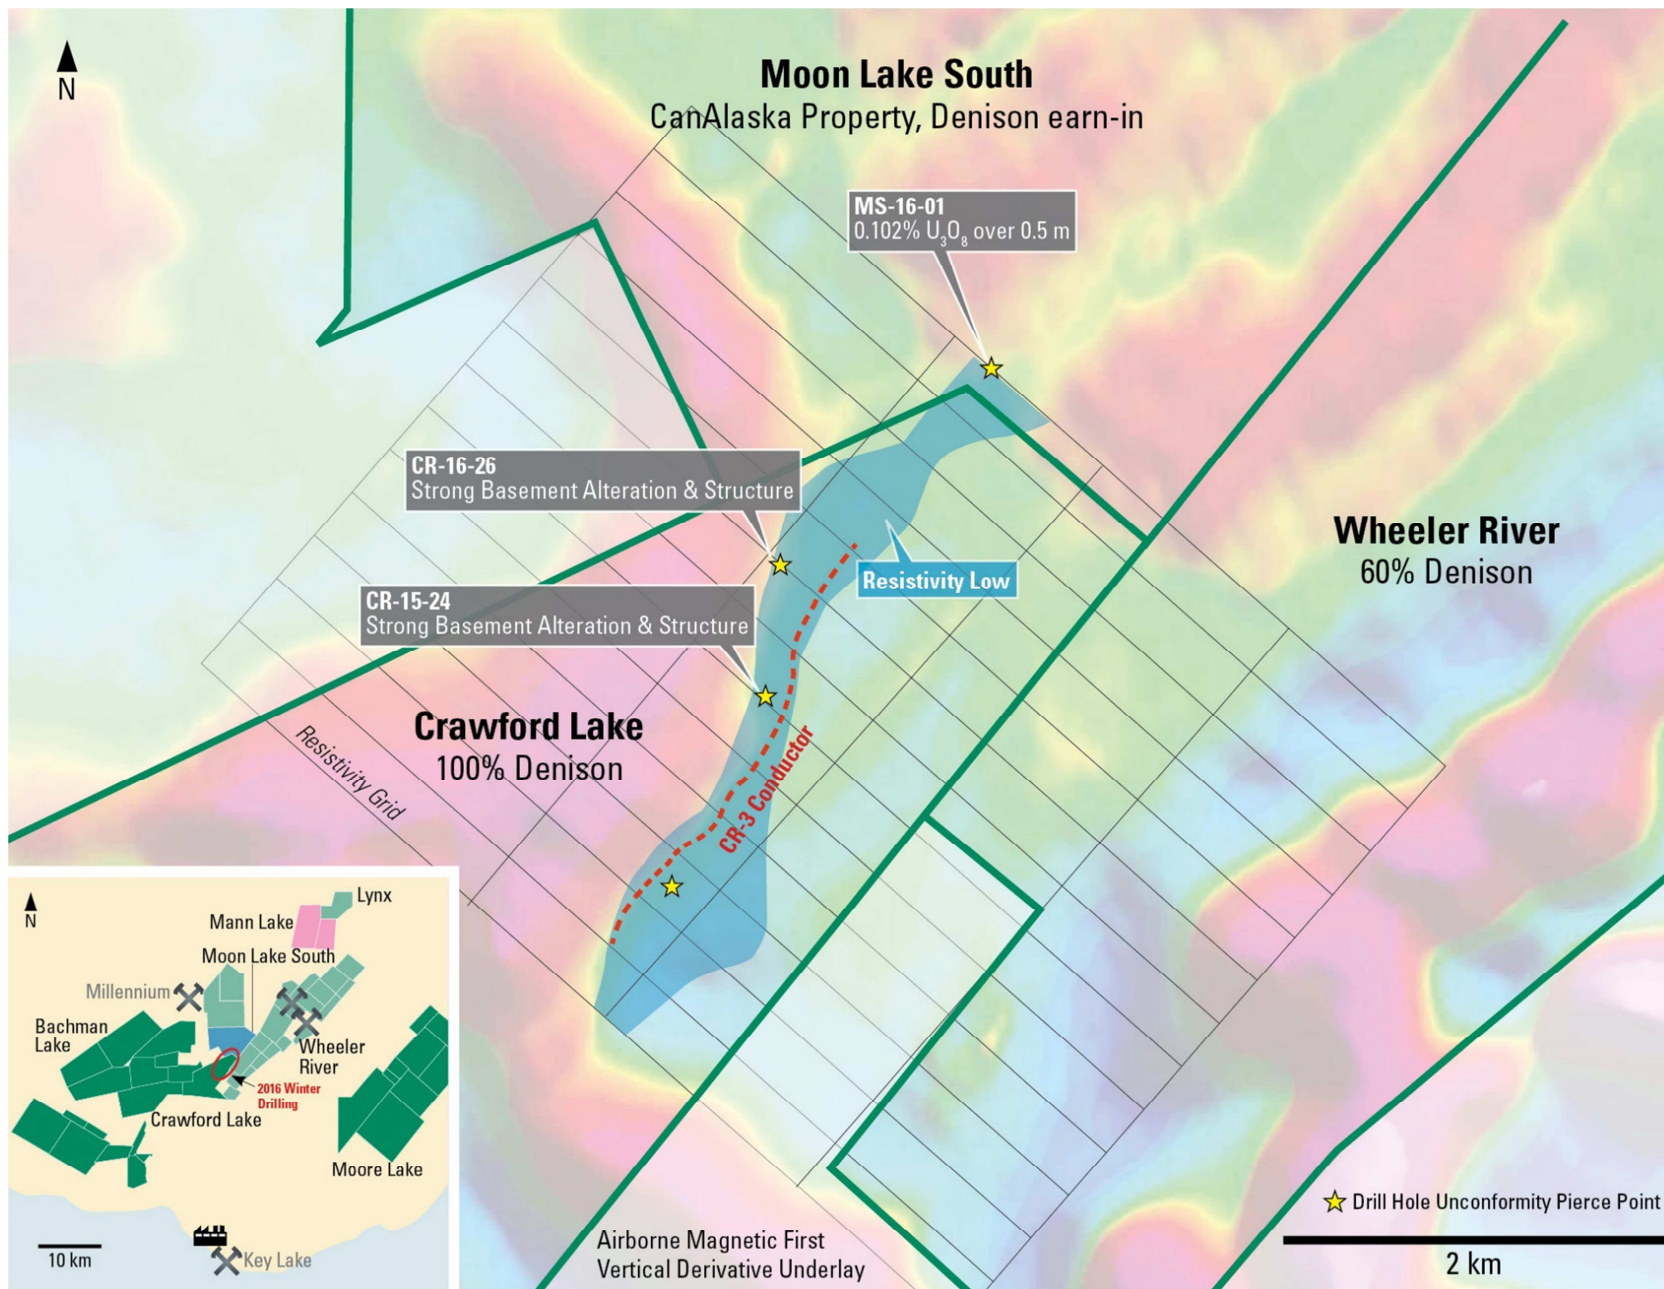 N
Moon Lake South
CanAlaska Property, Denison earn-in
MS-16-01
0.102% U₃O₈ over 0.5 m
CR-16-26
Strong Basement Alteration & Structure
Wheeler River
60% Denison
Resistivity Low
CR-15-24
Strong Basement Alteration & Structure
Crawford Lake
100% Denison
Resistivity Grid
CR-3 Conductor
N
Lynx
Mann Lake
Moon Lake South
Millennium
Bachman
Lake
Wheeler
River
2016 Winter
Drilling
Crawford Lake
Moore Lake
10 km
Key Lake
Airborne Magnetic First
Vertical Derivative Underlay
Drill Hole Unconformity Pierce Point
2 km